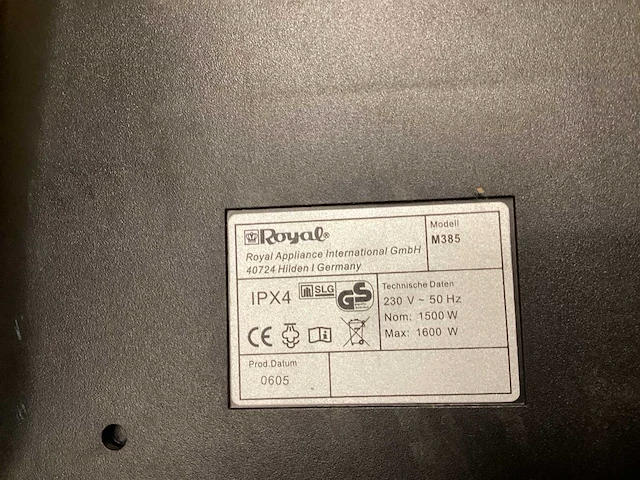 Royal®
Royal Appliance International GmbH
40724 Hilden I Germany
Modell
M385
IPX4
SLG
GS
Technische Daten
230 V ~ 50 Hz
Nom: 1500 W
Max: 1600 W
CE
Prod.Datum
0605